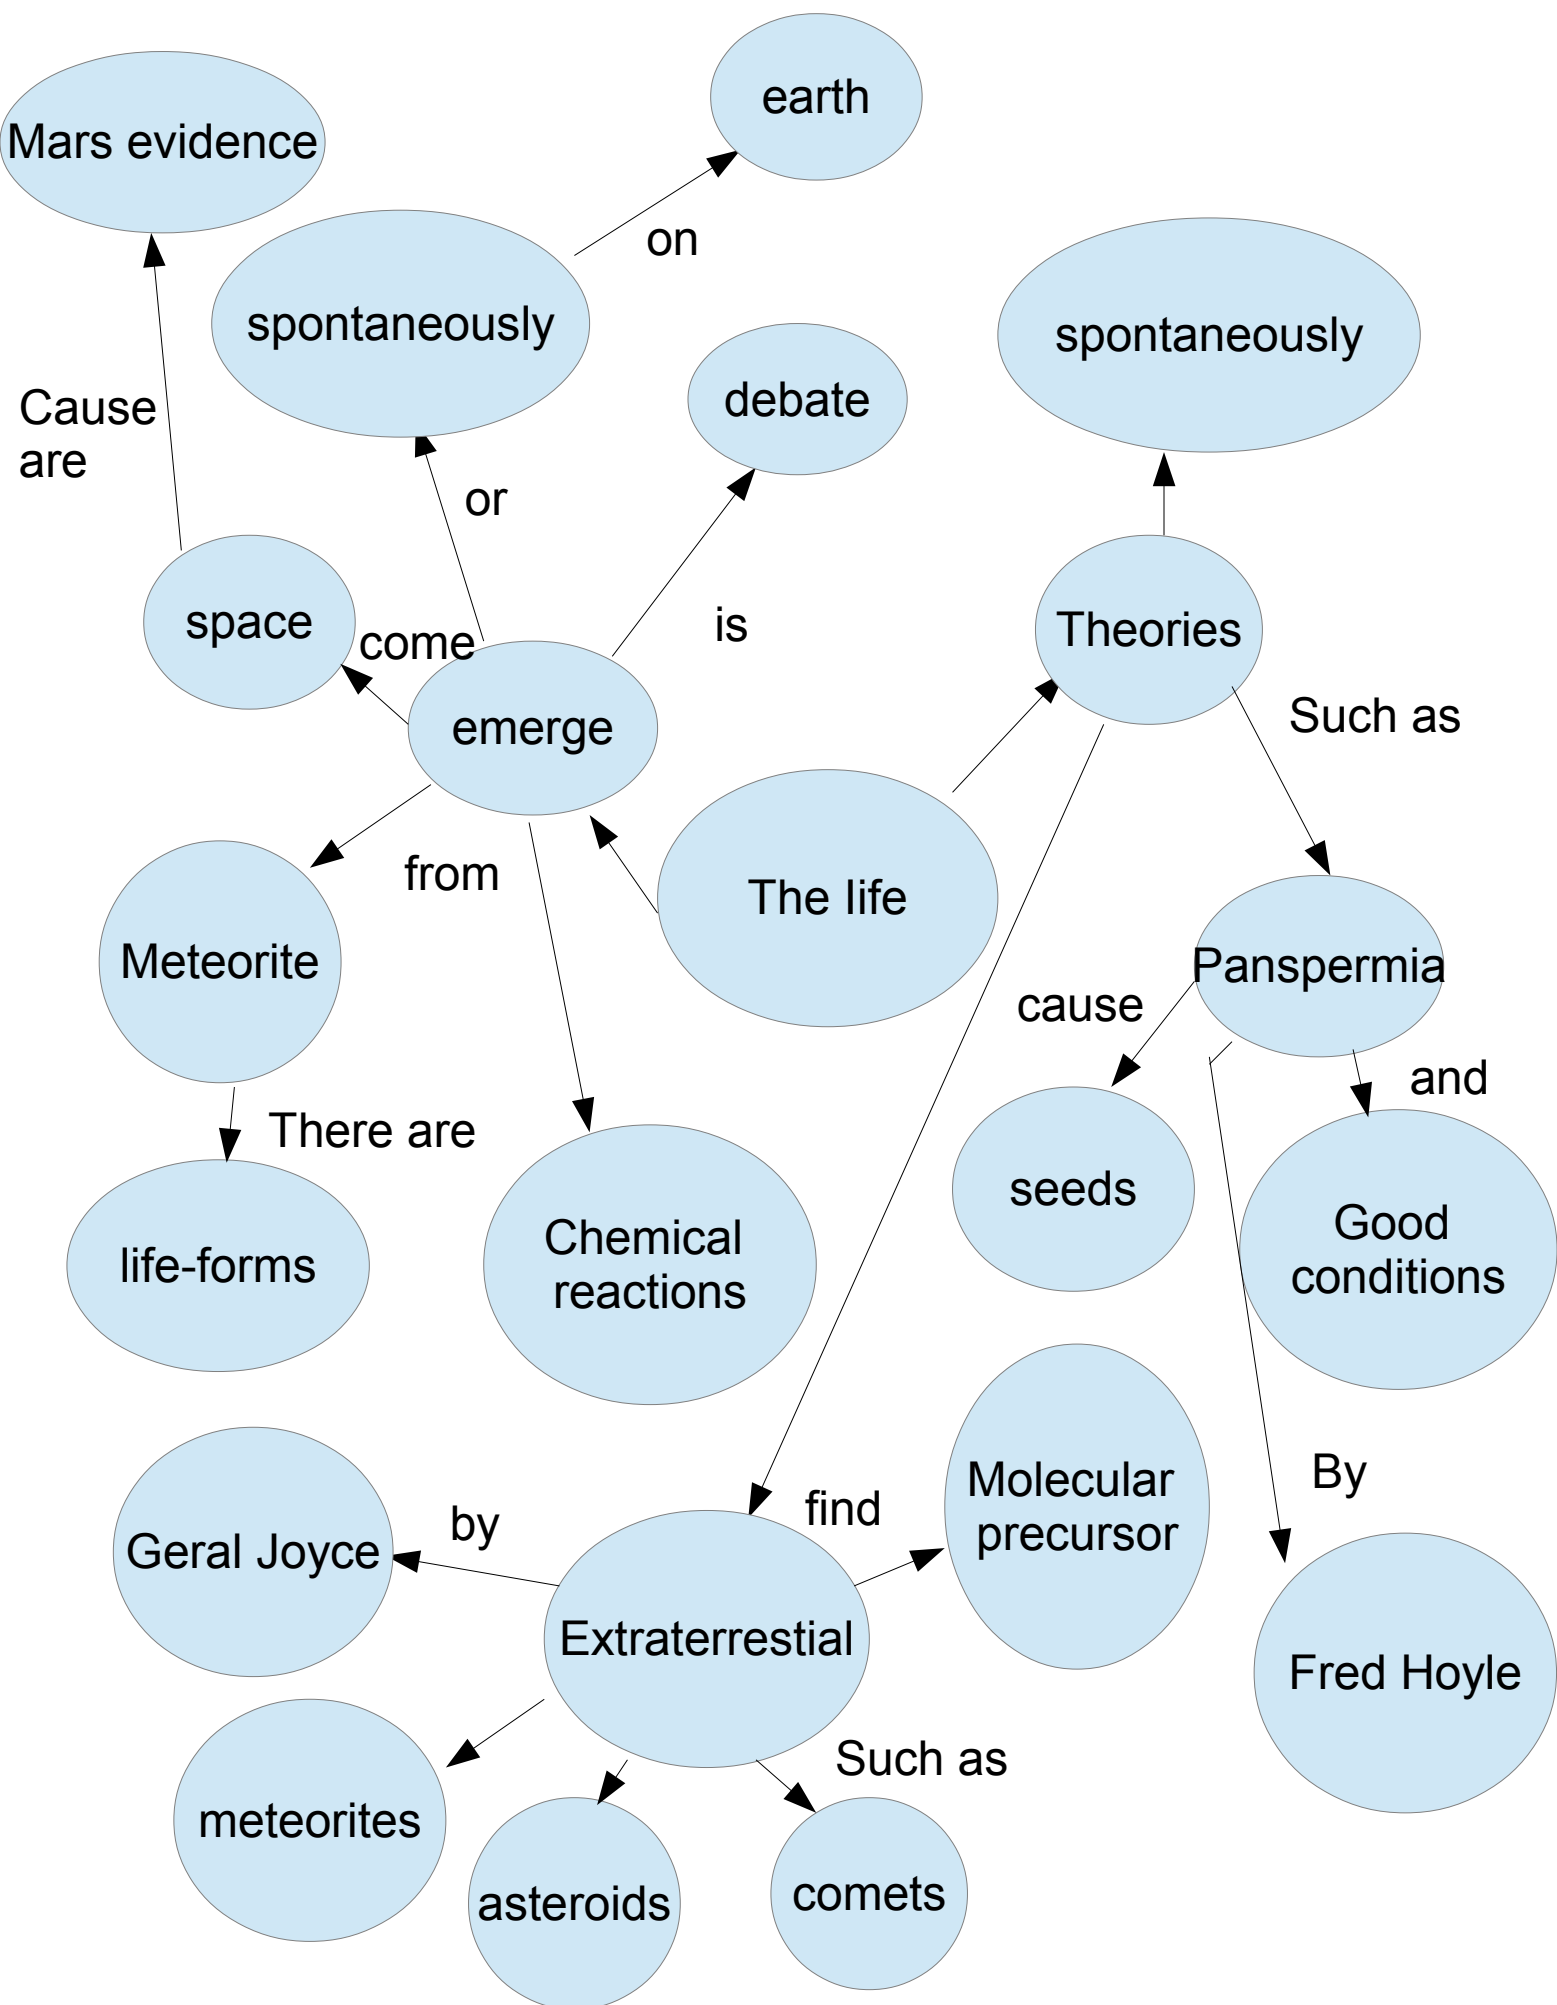 earth
Mars evidence
on
spontaneously
spontaneously
debate
Cause
are
or
space
come
is
Theories
emerge
Such as
from
The life
Meteorite
Panspermia
cause
and
There are
seeds
life-forms
Chemical
reactions
Good
conditions
Molecular
precursor
By
find
by
Geral Joyce
Extraterrestial
Fred Hoyle
Such as
meteorites
asteroids
comets